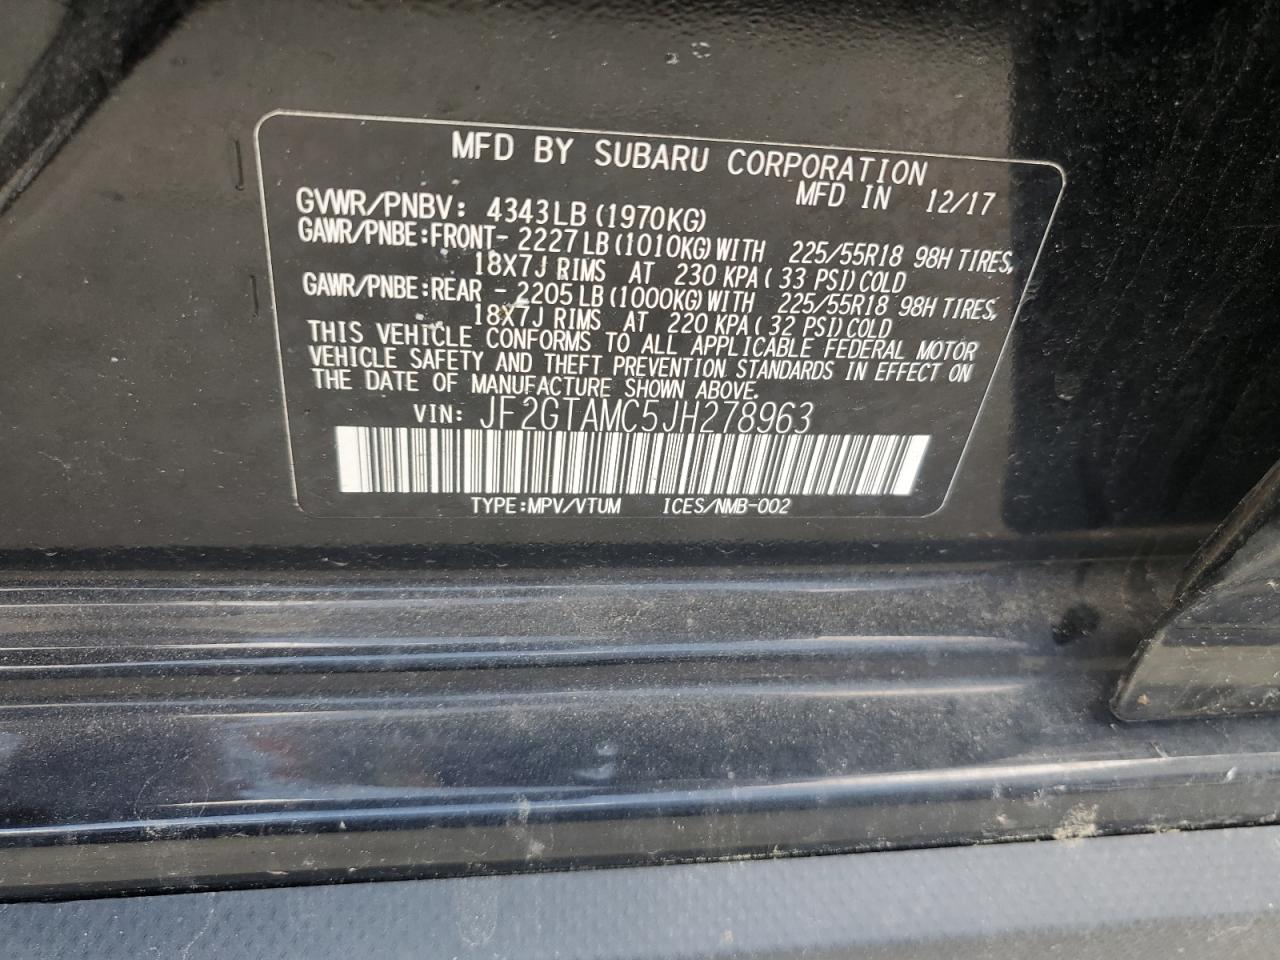 MFD BY SUBARU CORPORATION
MFD IN 12/17
GVWR/PNBV: 4343LB (1970KG)
GAWR/PNBE:FRONT- 2227LB (1010KG) WITH 225/55R18 98H TIRES,
18X7J RIMS AT 230 KPA ( 33 PSI) COLD
GAWR/PNBE:REAR - 2205LB (1000KG) WITH 225/55R18 98H TIRES,
18X7J RIMS AT 220 KPA ( 32 PSI) COLD
THIS VEHICLE CONFORMS TO ALL APPLICABLE FEDERAL MOTOR
VEHICLE SAFETY AND THEFT PREVENTION STANDARDS IN EFFECT ON
THE DATE OF MANUFACTURE SHOWN ABOVE.
VIN: JF2GTAMC5JH278963
TYPE:MPV/VTUM ICES/NMB-002